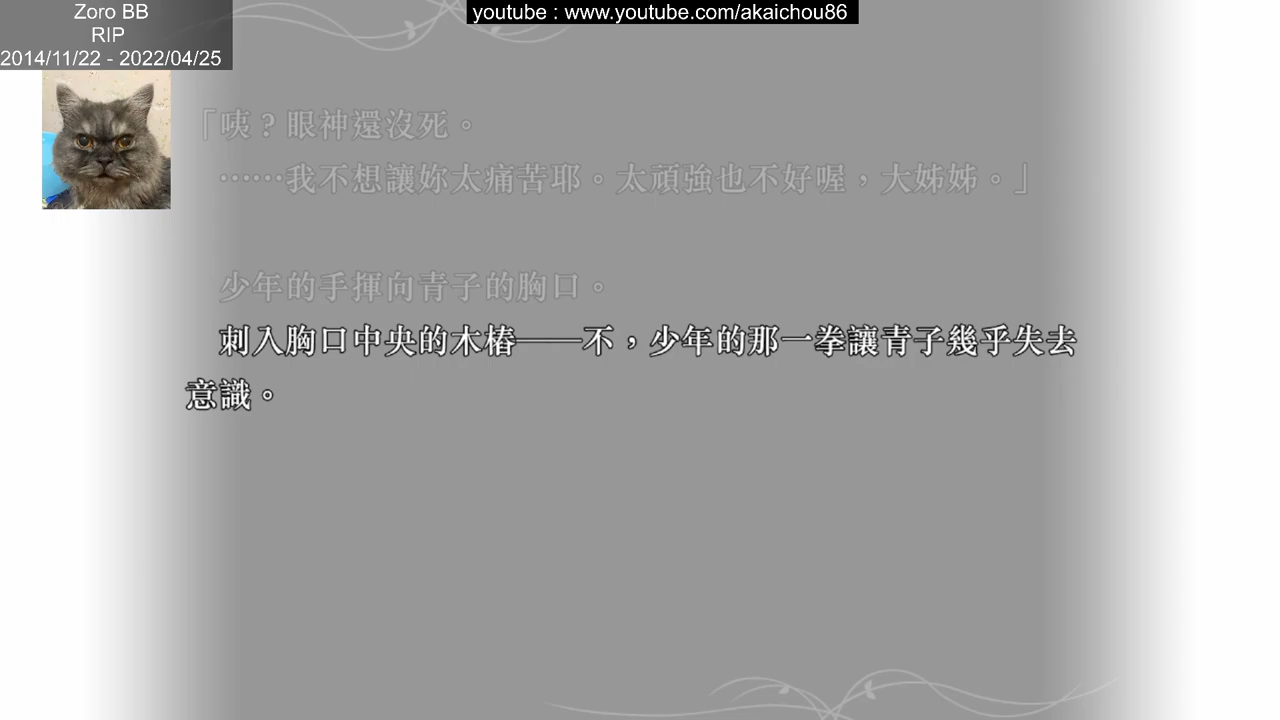 Zoro BB
RIP
2014/11/22 - 2022/04/25
youtube : www.youtube.com/akaichou86
「咦？眼神還沒死。
……我不想讓妳太痛苦耶。太頑強也不好喔，大姊姊。」
少年的手揮向青子的胸口。
刺入胸口中央的木樁——不，少年的那一拳讓青子幾乎失去
意識。